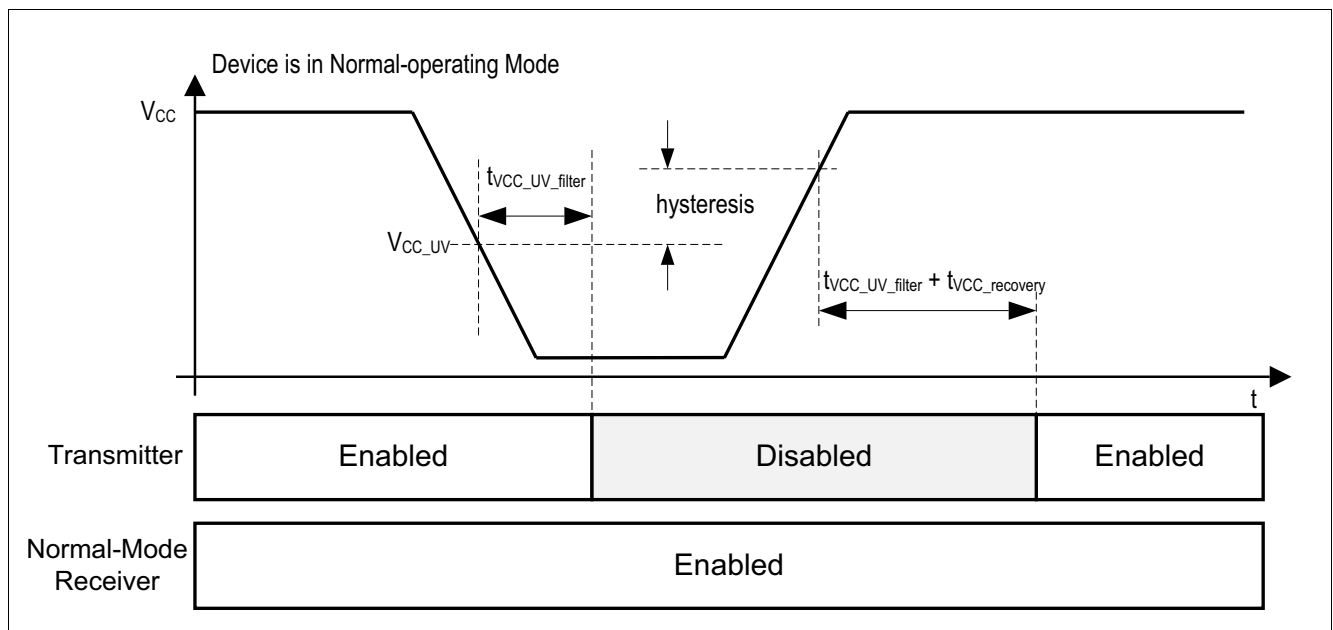 Device is in Normal-operating Mode
VCC
tVCC_UV_filter
hysteresis
VCC_UV
tVCC_UV_filter + tVCC_recovery
t
Transmitter
Enabled
Disabled
Enabled
Normal-Mode
Receiver
Enabled